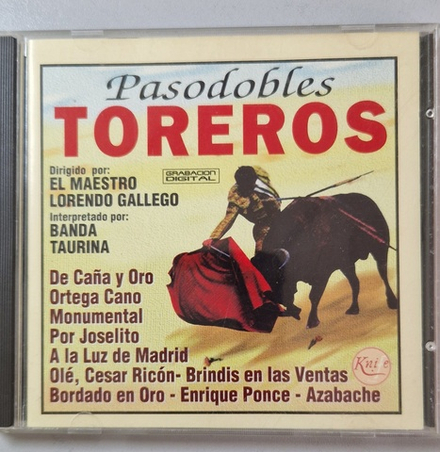 Pasodobles
TOREROS
Dirigido por:
EL MAESTRO
LORENDO GALLEGO
GRABACION
DIGITAL
Interpretado por:
BANDA
TAURINA
De Caña y Oro
Ortega Cano
Monumental
Por Joselito
A la Luz de Madrid
Olé, Cesar Ricón- Brindis en las Ventas
Bordado en Oro - Enrique Ponce - Azabache